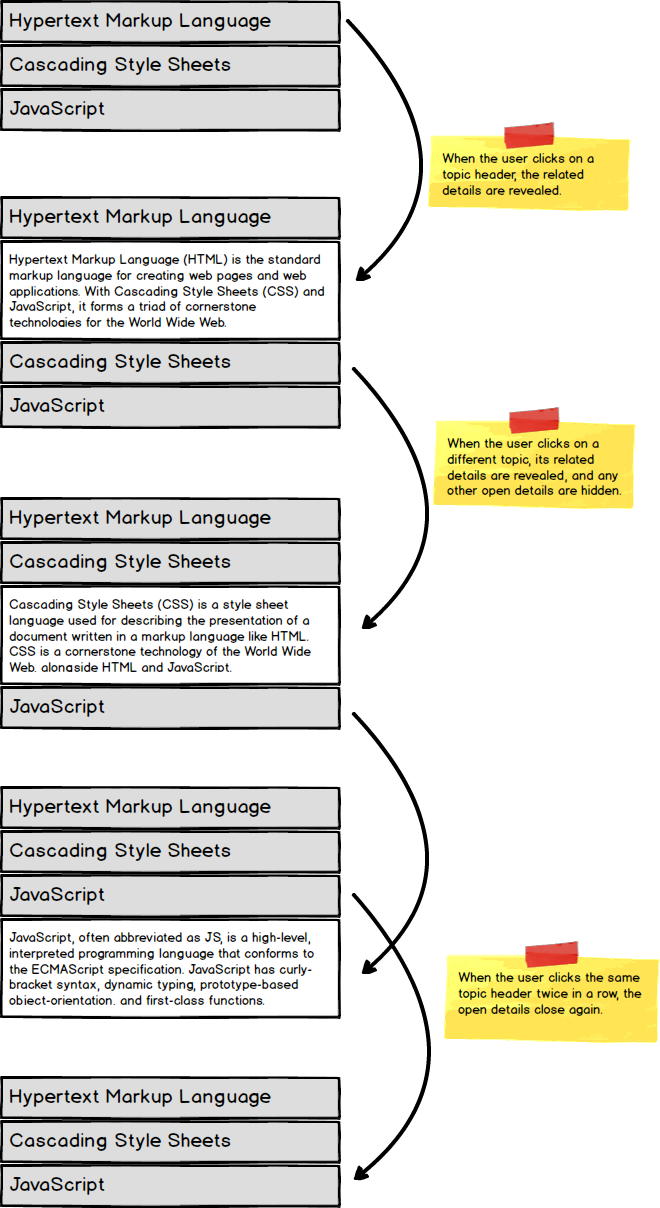 Hypertext Markup Language
Cascading Style Sheets
JavaScript
When the user clicks on a
topic header, the related
details are revealed.
Hypertext Markup Language
Hypertext Markup Language (HTML) is the standard
markup language for creating web pages and web
applications. With Cascading Style Sheets (CSS) and
JavaScript, it forms a triad of cornerstone
technologies for the World Wide Web.
Cascading Style Sheets
JavaScript
When the user clicks on a
different topic, its related
details are revealed, and any
other open details are hidden.
Hypertext Markup Language
Cascading Style Sheets
Cascading Style Sheets (CSS) is a style sheet
language used for describing the presentation of a
document written in a markup language like HTML.
CSS is a cornerstone technology of the World Wide
Web, alongside HTML and JavaScript.
JavaScript
Hypertext Markup Language
Cascading Style Sheets
JavaScript
JavaScript, often abbreviated as JS, is a high-level,
interpreted programming language that conforms to
the ECMAScript specification. JavaScript has curly-
bracket syntax, dynamic typing, prototype-based
object-orientation, and first-class functions.
When the user clicks the same
topic header twice in a row, the
open details close again.
Hypertext Markup Language
Cascading Style Sheets
JavaScript